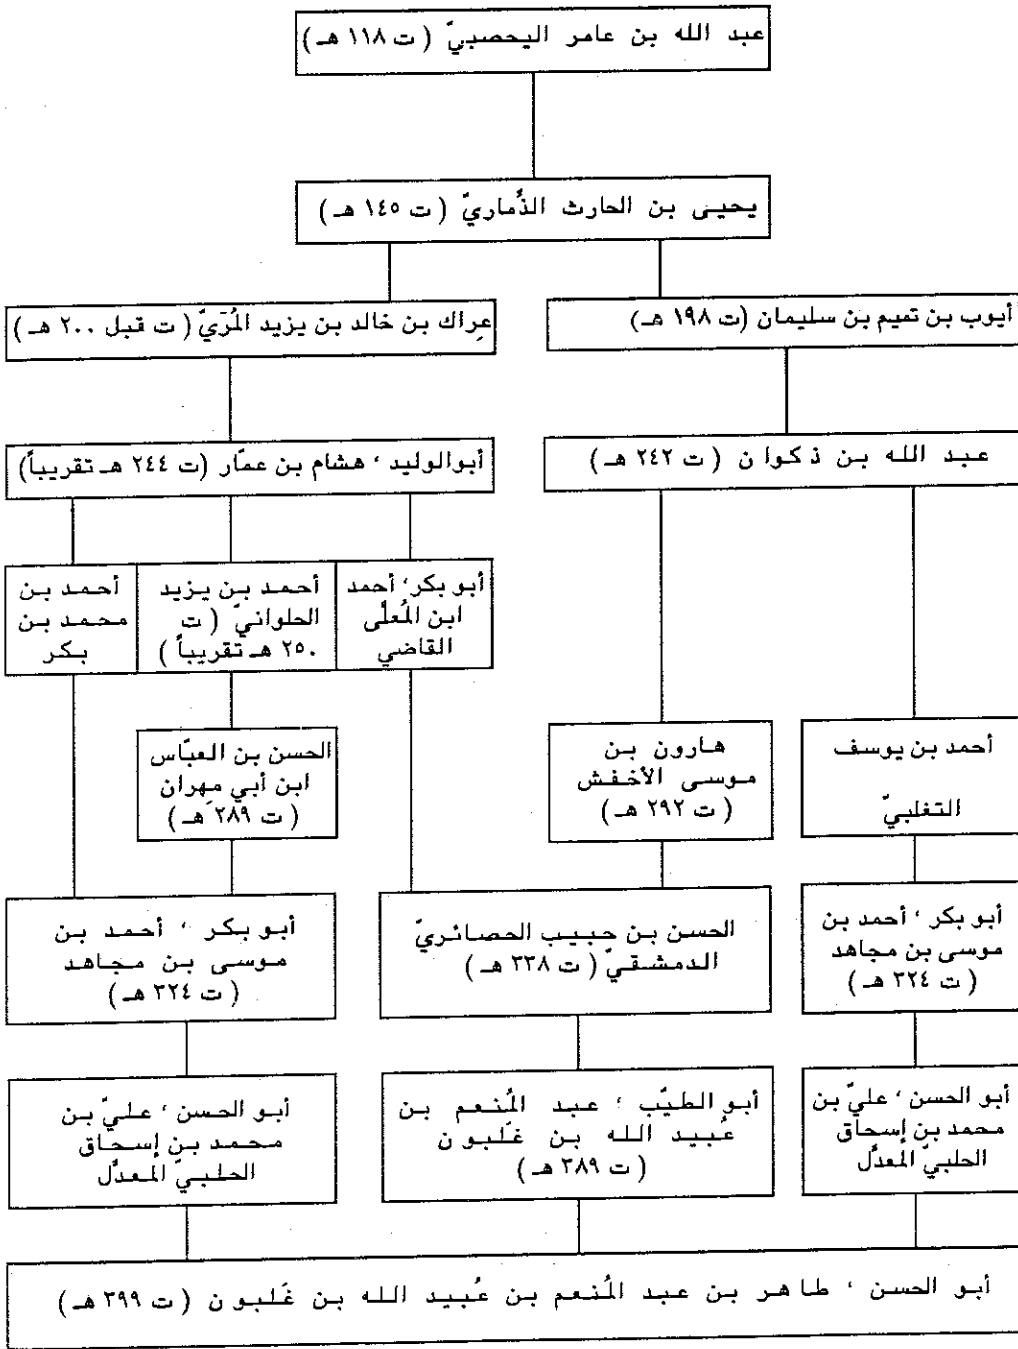 عبد الله بن عامر اليحصبيّ (ت ١١٨ هـ)
يحيى بن الحارث الذُّماريّ (ت ١٤٥ هـ)
أيوب بن تميم بن سليمان (ت ١٩٨ هـ)
عِراك بن خالد بن يزيد المُرّيّ (ت قبل ٢٠٠ هـ)
عبد الله بن ذكوان (ت ٢٤٢ هـ)
أبوالوليد ، هشام بن عمّار (ت ٢٤٤ هـ تقريباً)
أبو بكر، أحمد
ابن المُعلَّى
القاضي
أحمد بن يزيد
الحلوانيّ (ت
٢٥٠ هـ تقريباً)
أحمد بن
محمد بن
بكر
أحمد بن يوسف
التغلبيّ
هارون بن
موسى الأخفش
(ت ٢٩٢ هـ)
الحسن بن العبّاس
ابن أبي مهران
(ت ٢٨٩ هـ)
أبو بكر ، أحمد بن
موسى بن مجاهد
(ت ٣٢٤ هـ)
الحسن بن حبيب الحصائريّ
الدمشقيّ (ت ٣٣٨ هـ)
أبو بكر ، أحمد بن
موسى بن مجاهد
(ت ٣٢٤ هـ)
أبو الحسن ، عليّ بن
محمد بن إسحاق
الحلبيّ المعدَّل
أبو الطيّب ، عبد المُنعم بن
عُبيد الله بن غَلبون
(ت ٣٨٩ هـ)
أبو الحسن ، عليّ بن
محمد بن إسحاق
الحلبيّ المعدَّل
أبو الحسن ، طاهر بن عبد المُنعم بن عُبيد الله بن غَلبون (ت ٣٩٩ هـ)